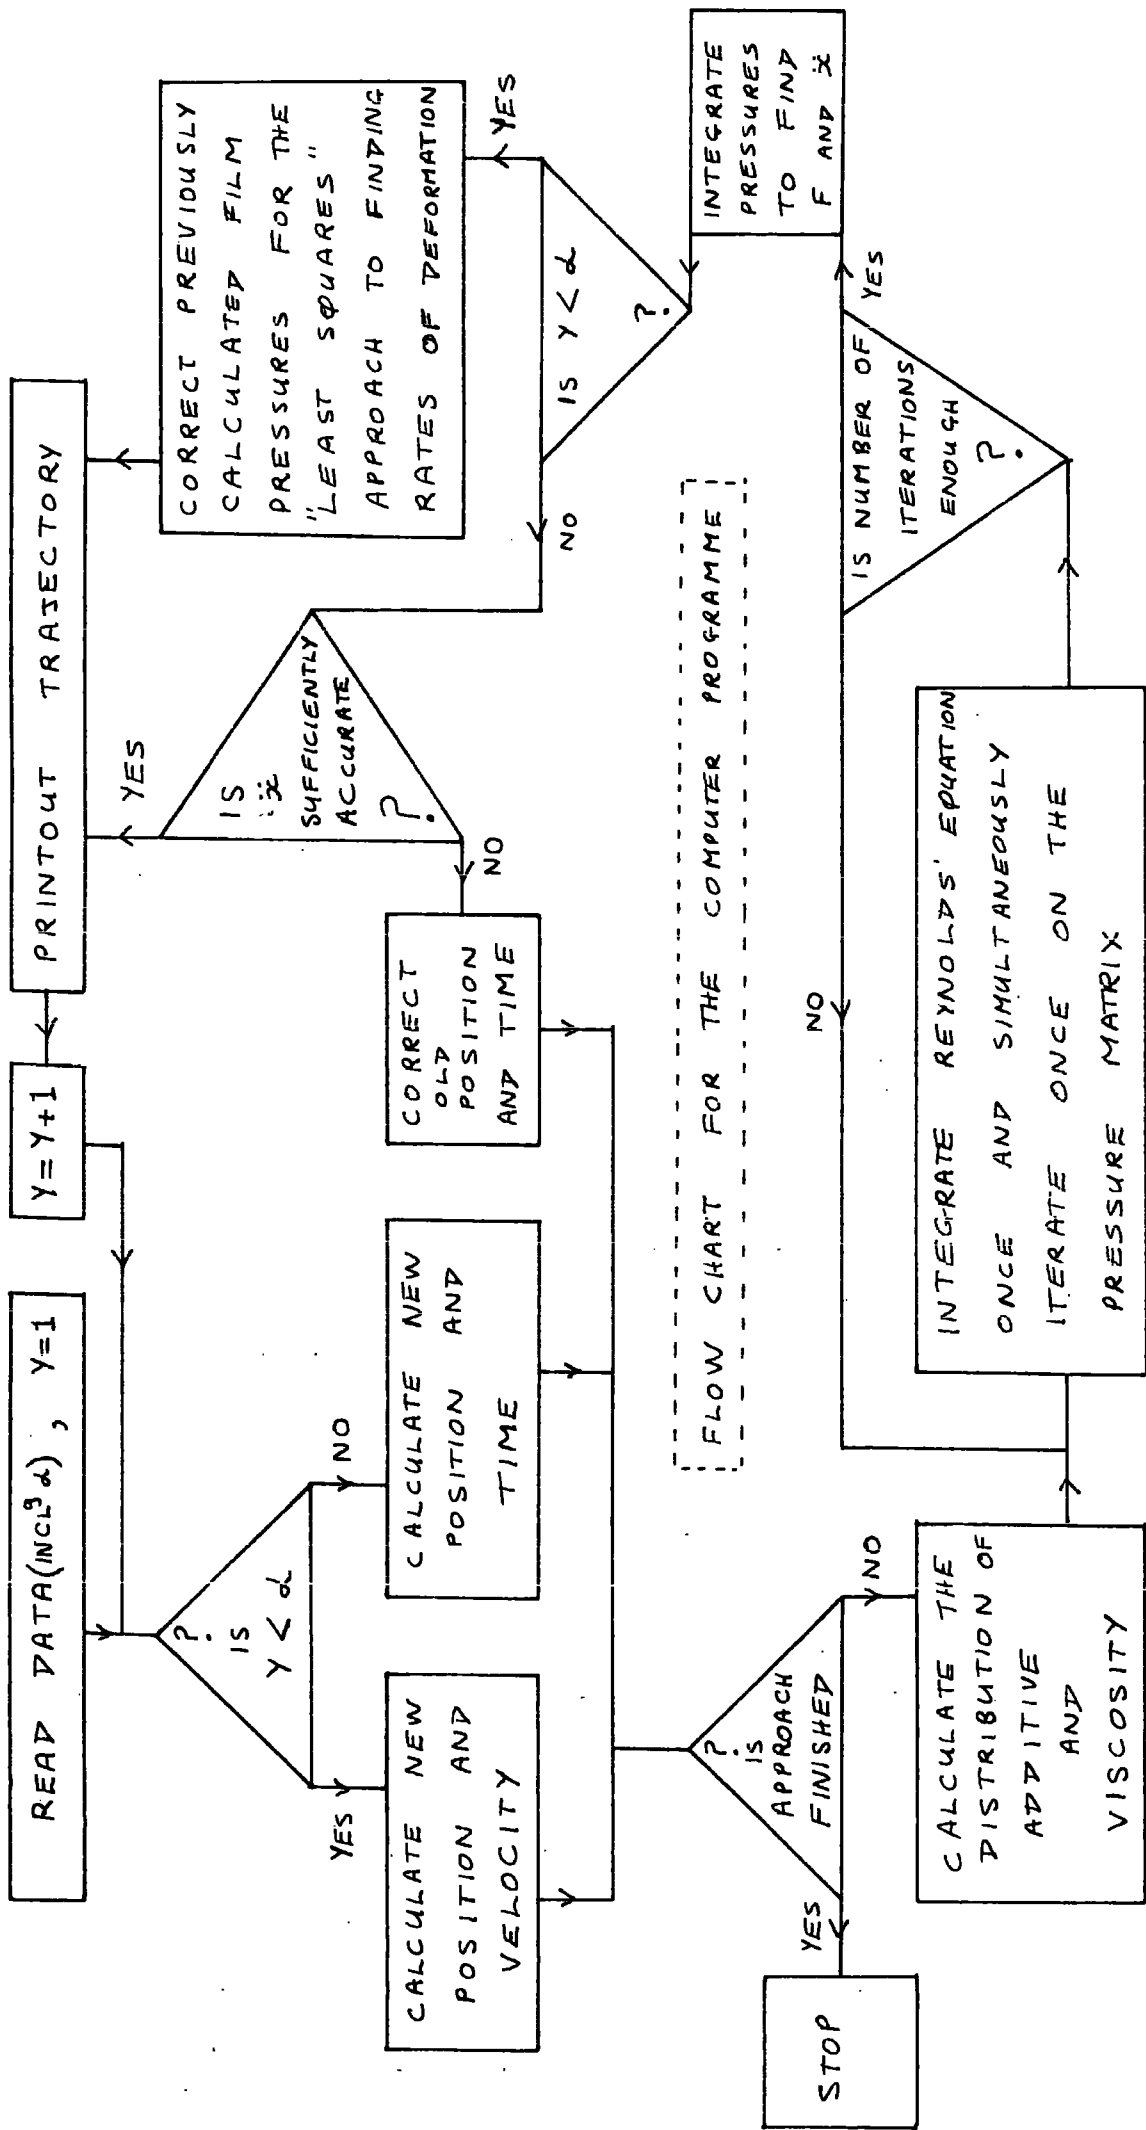 READ DATA(INCLᵍ α), Y=1
Y=Y+1
PRINTOUT TRAJECTORY
?
IS
Y < α
YES
NO
CALCULATE NEW
POSITION AND
VELOCITY
CALCULATE NEW
POSITION AND
TIME
CORRECT
OLD
POSITION
AND TIME
IS
ẍ
SUFFICIENTLY
ACCURATE
?
YES
NO
CORRECT PREVIOUSLY
CALCULATED FILM
PRESSURES FOR THE
"LEAST SQUARES"
APPROACH TO FINDING
RATES OF DEFORMATION
YES
NO
IS Y < α
?
FLOW CHART FOR THE COMPUTER PROGRAMME
INTEGRATE
PRESSURES
TO FIND
F AND ẍ
?
IS
APPROACH
FINISHED
YES
NO
STOP
CALCULATE THE
DISTRIBUTION OF
ADDITIVE
AND
VISCOSITY
NO
YES
IS NUMBER OF
ITERATIONS
ENOUGH
?
INTEGRATE REYNOLDS' EQUATION
ONCE AND SIMULTANEOUSLY
ITERATE ONCE ON THE
PRESSURE MATRIX